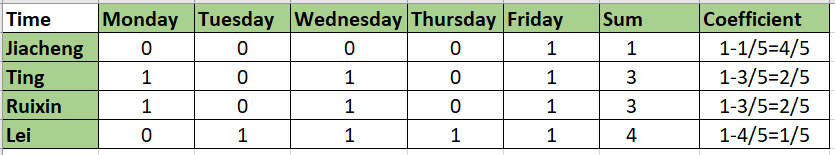 Time Monday Tuesday Wednesday Thursday Friday Sum Coefficient
Jiacheng 0 0 0 0 1 1 1-1/5=4/5
Ting 1 0 1 0 1 3 1-3/5=2/5
Ruixin 1 0 1 0 1 3 1-3/5=2/5
Lei 0 1 1 1 1 4 1-4/5=1/5